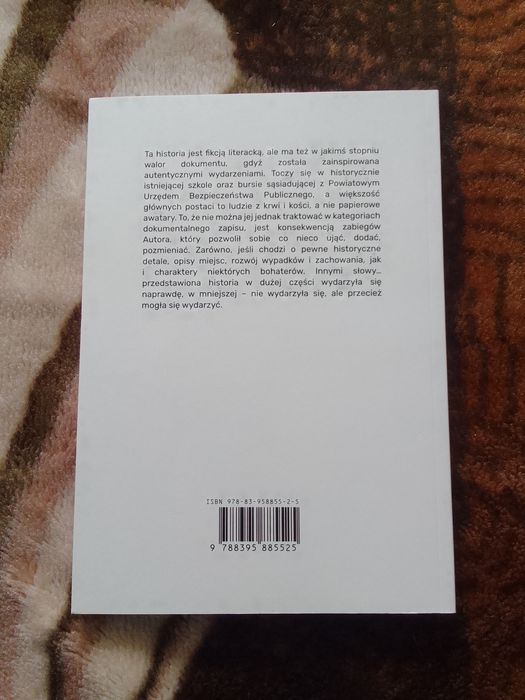 Ta historia jest fikcją literacką, ale ma też w jakimś stopniu
walor dokumentu, gdyż została zainspirowana
autentycznymi wydarzeniami. Toczy się w historycznie
istniejącej szkole oraz bursie sąsiadującej z Powiatowym
Urzędem Bezpieczeństwa Publicznego, a większość
głównych postaci to ludzie z krwi i kości, a nie papierowe
awatary. To, że nie można jej jednak traktować w kategoriach
dokumentalnego zapisu, jest konsekwencją zabiegów
Autora, który pozwolił sobie co nieco ująć, dodać,
pozmieniać. Zarówno, jeśli chodzi o pewne historyczne
detale, opisy miejsc, rozwój wypadków i zachowania, jak
i charaktery niektórych bohaterów. Innymi słowy...
przedstawiona historia w dużej części wydarzyła się
naprawdę, w mniejszej – nie wydarzyła się, ale przecież
mogła się wydarzyć.
ISBN 978-83-958855-2-5
9 788395 885525